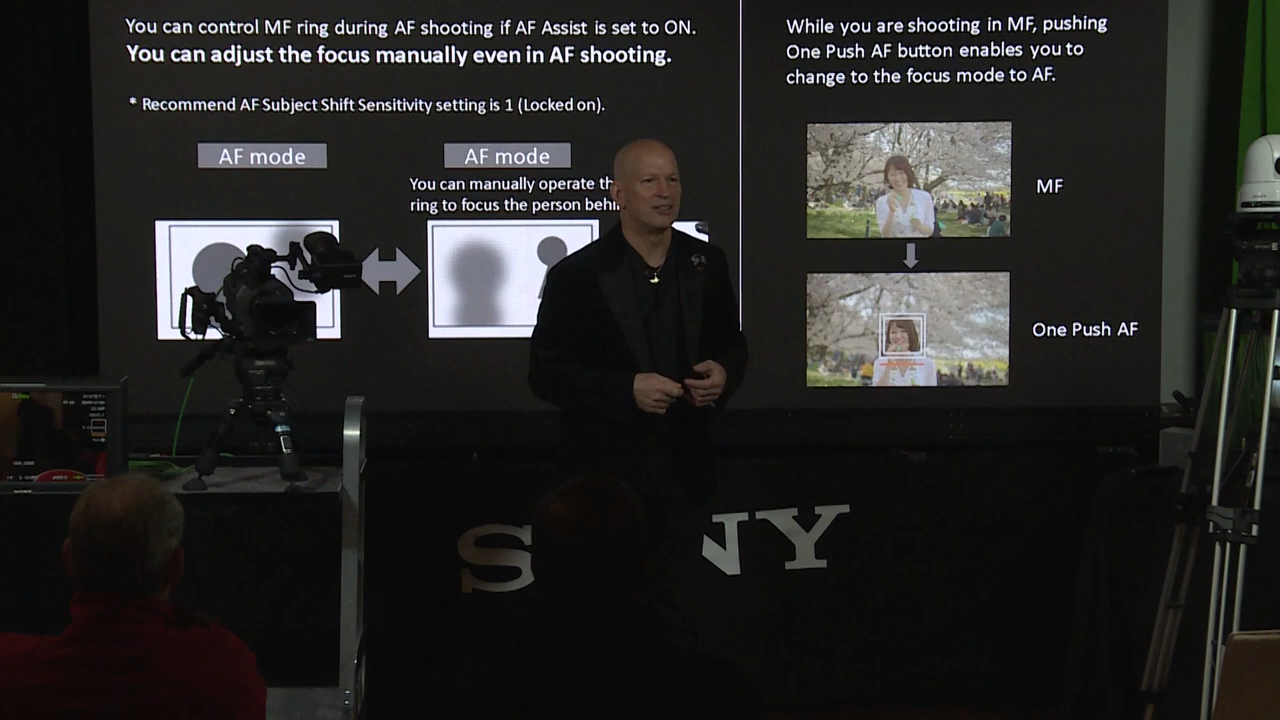 You can control MF ring during AF shooting if AF Assist is set to ON.
You can adjust the focus manually even in AF shooting.
* Recommend AF Subject Shift Sensitivity setting is 1 (Locked on).
AF mode
AF mode
You can manually operate
ring to focus the person
While you are shooting in MF, pushing
One Push AF button enables you to
change to the focus mode to AF.
MF
One Push AF
S NY